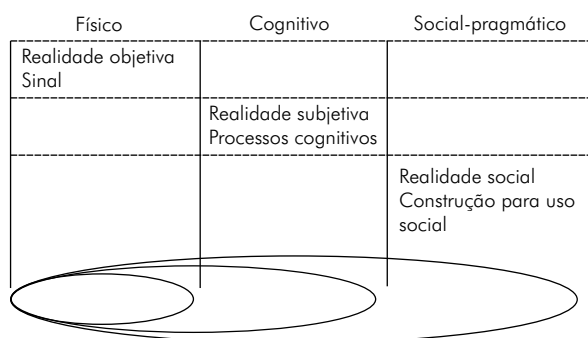 Físico Cognitivo Social-pragmático
Realidade objetiva
Sinal
Realidade subjetiva
Processos cognitivos
Realidade social
Construção para uso
social